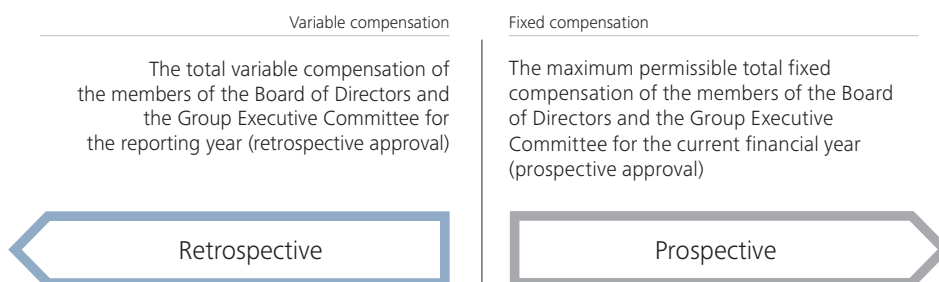 Variable compensation
The total variable compensation of
the members of the Board of Directors and
the Group Executive Committee for
the reporting year (retrospective approval)
Retrospective
Fixed compensation
The maximum permissible total fixed
compensation of the members of the Board
of Directors and the Group Executive
Committee for the current financial year
(prospective approval)
Prospective